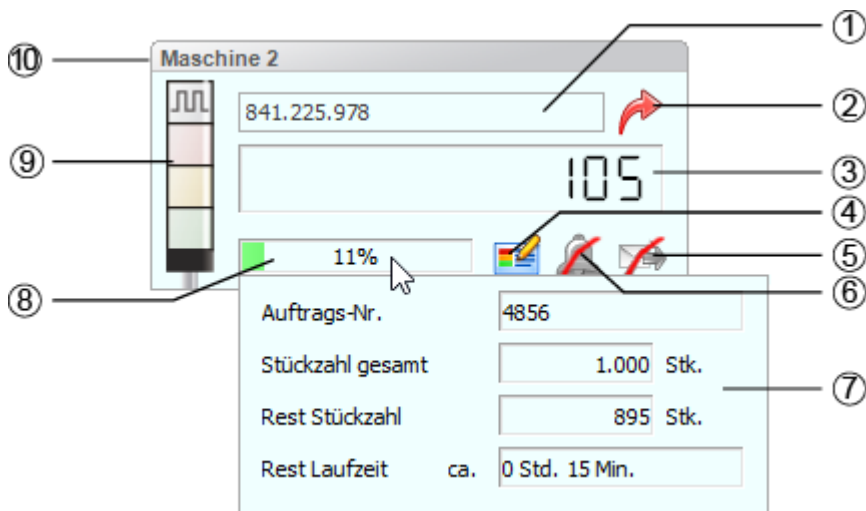 ①
⑩ Maschine 2
841.225.978 ②
⑨ 105 ③
④
11% ⑤
⑧ ⑥
Auftrags-Nr. 4856
Stückzahl gesamt 1.000 Stk.
⑦
Rest Stückzahl 895 Stk.
Rest Laufzeit ca. 0 Std. 15 Min.